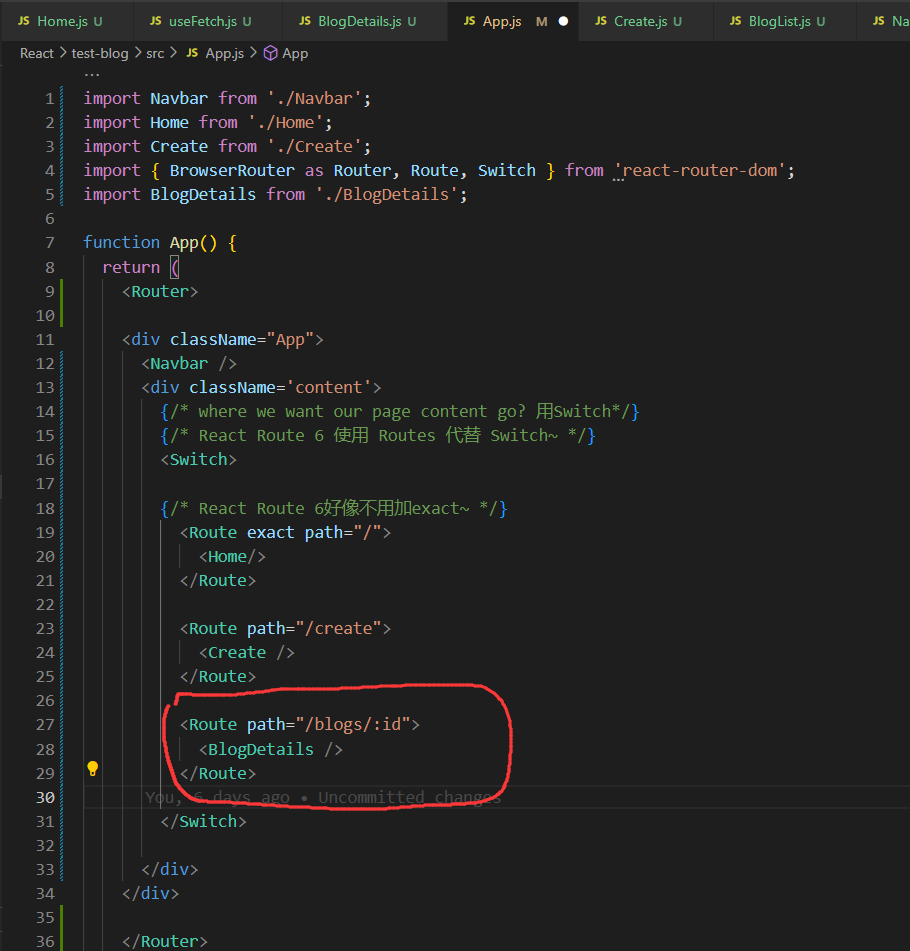 JS Home.js U JS useFetch.js U JS BlogDetails.js U JS App.js M JS Create.js U JS BlogList.js U JS Na
React > test-blog > src > JS App.js > App
...
1 import Navbar from './Navbar';
2 import Home from './Home';
3 import Create from './Create';
4 import { BrowserRouter as Router, Route, Switch } from 'react-router-dom';
5 import BlogDetails from './BlogDetails';
6
7 function App() {
8 return (
9 <Router>
10
11 <div className="App">
12 <Navbar />
13 <div className='content'>
14 {/* where we want our page content go? 用Switch*/}
15 {/* React Route 6 使用 Routes 代替 Switch~ */}
16 <Switch>
17
18 {/* React Route 6好像不用加exact~ */}
19 <Route exact path="/">
20 <Home/>
21 </Route>
22
23 <Route path="/create">
24 <Create />
25 </Route>
26
27 <Route path="/blogs/:id">
28 <BlogDetails />
29 </Route>
30 You, 6 days ago • Uncommitted changes
31 </Switch>
32
33 </div>
34 </div>
35
36 </Router>